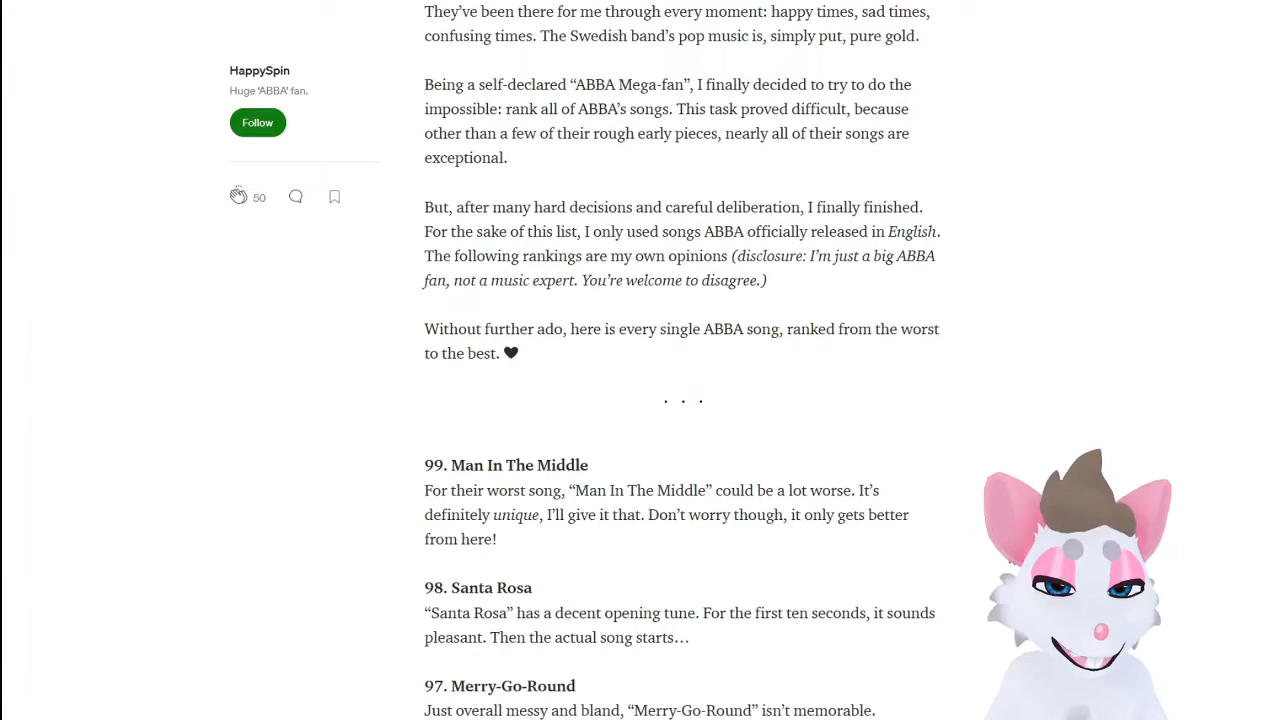 They’ve been there for me through every moment: happy times, sad times,
confusing times. The Swedish band’s pop music is, simply put, pure gold.
HappySpin
Huge ‘ABBA’ fan.
Follow
50
Being a self-declared “ABBA Mega-fan”, I finally decided to try to do the
impossible: rank all of ABBA’s songs. This task proved difficult, because
other than a few of their rough early pieces, nearly all of their songs are
exceptional.
But, after many hard decisions and careful deliberation, I finally finished.
For the sake of this list, I only used songs ABBA officially released in English.
The following rankings are my own opinions (disclosure: I’m just a big ABBA
fan, not a music expert. You’re welcome to disagree.)
Without further ado, here is every single ABBA song, ranked from the worst
to the best. 🖤
. . .
99. Man In The Middle
For their worst song, “Man In The Middle” could be a lot worse. It’s
definitely unique, I’ll give it that. Don’t worry though, it only gets better
from here!
98. Santa Rosa
“Santa Rosa” has a decent opening tune. For the first ten seconds, it sounds
pleasant. Then the actual song starts…
97. Merry-Go-Round
Just overall messy and bland, “Merry-Go-Round” isn’t memorable.